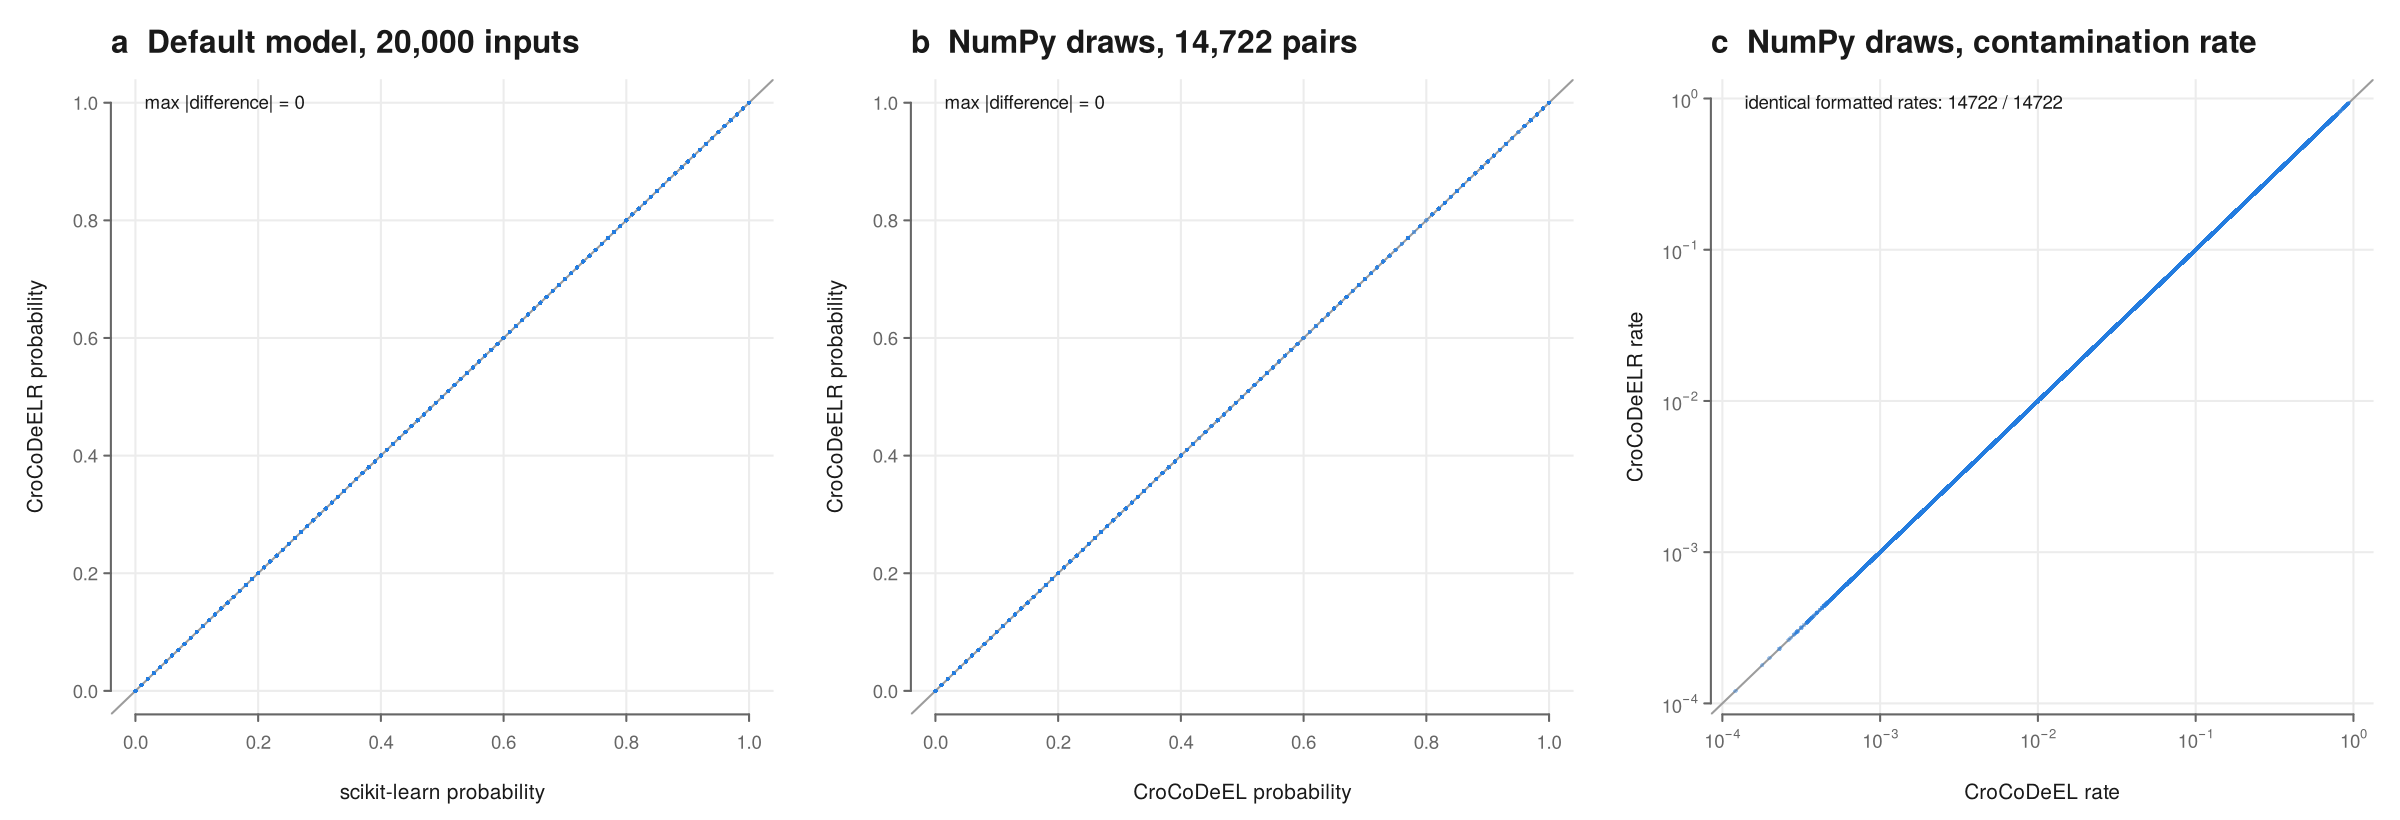 a Default model, 20,000 inputs
max |difference| = 0
CroCoDeELR probability
1.0
0.8
0.6
0.4
0.2
0.0
0.0 0.2 0.4 0.6 0.8 1.0
scikit-learn probability
b NumPy draws, 14,722 pairs
max |difference| = 0
CroCoDeELR probability
1.0
0.8
0.6
0.4
0.2
0.0
0.0 0.2 0.4 0.6 0.8 1.0
CroCoDeEL probability
c NumPy draws, contamination rate
identical formatted rates: 14722 / 14722
CroCoDeELR rate
10⁰
10⁻¹
10⁻²
10⁻³
10⁻⁴
10⁻⁴ 10⁻³ 10⁻² 10⁻¹ 10⁰
CroCoDeEL rate